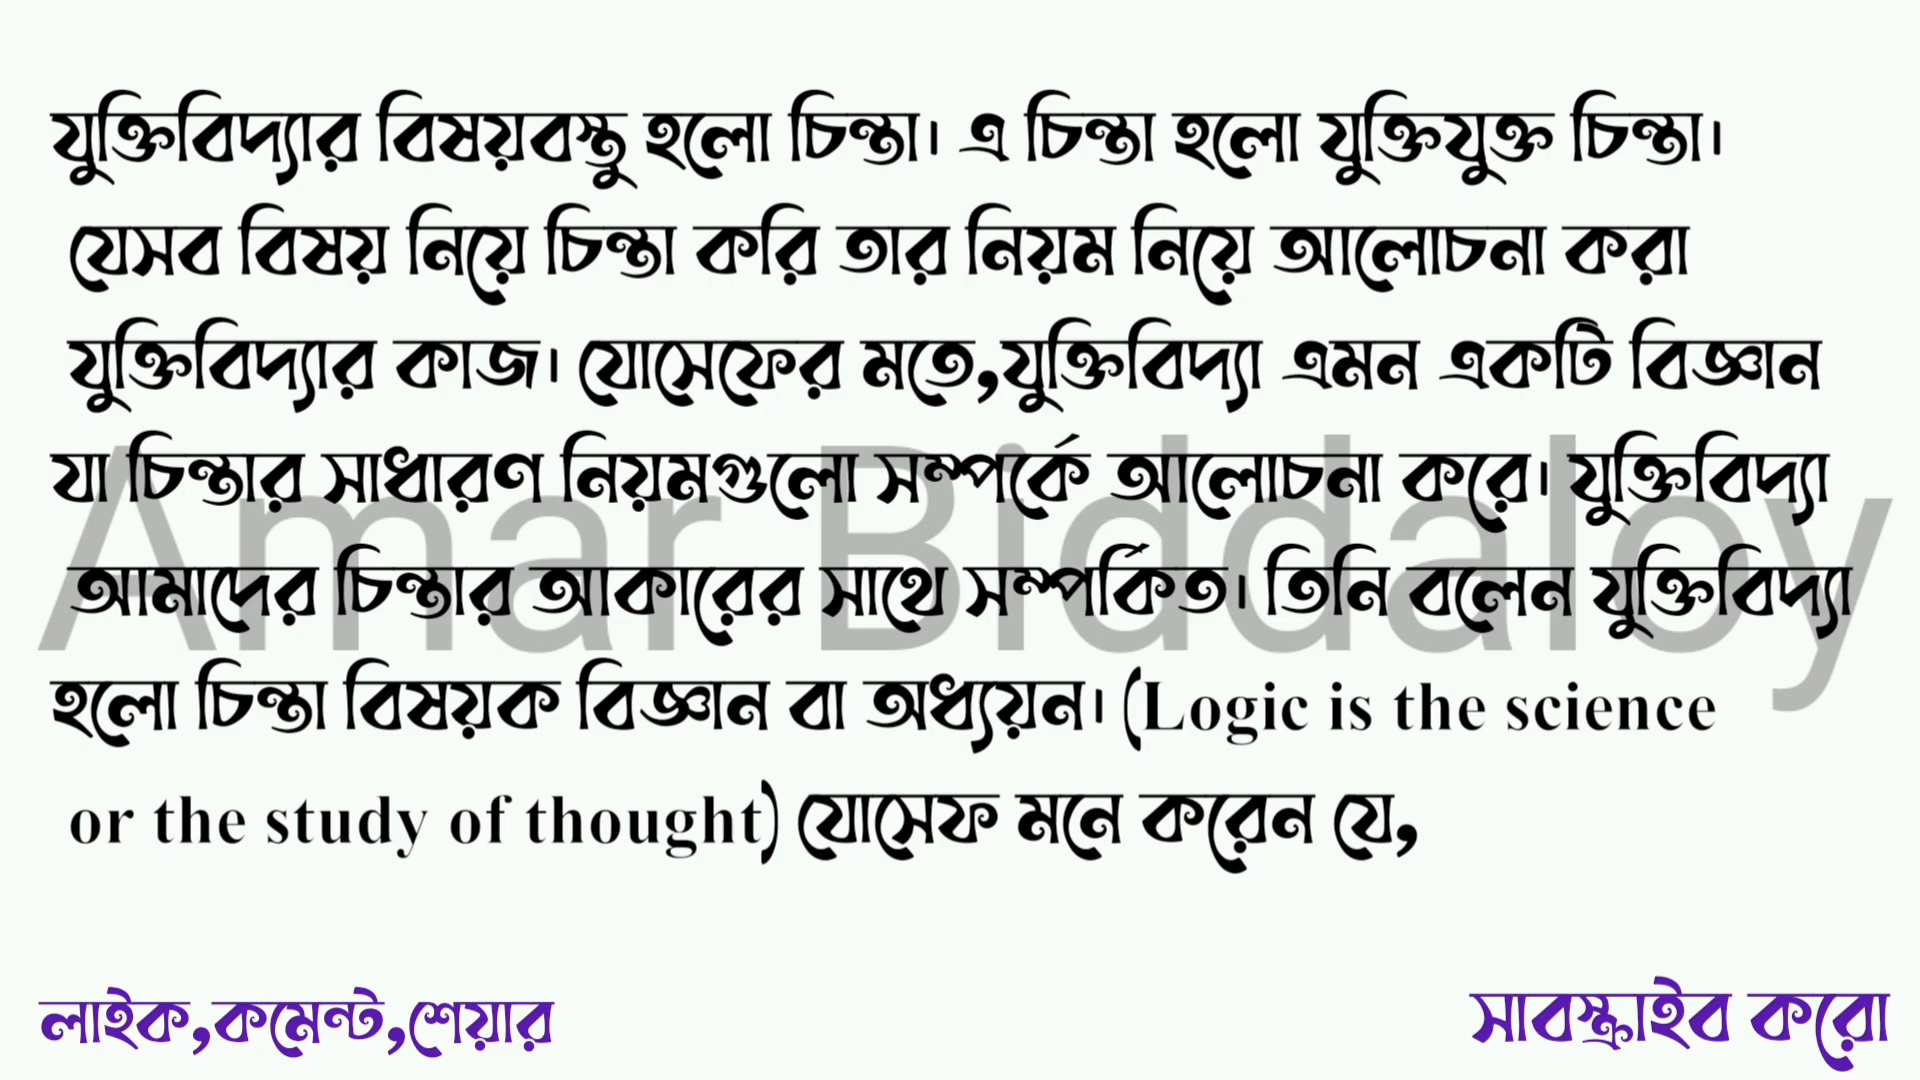 যুক্তিবিদ্যার বিষয়বস্তু হলো চিন্তা। এ চিন্তা হলো যুক্তিযুক্ত চিন্তা।
যেসব বিষয় নিয়ে চিন্তা করি তার নিয়ম নিয়ে আলোচনা করা
যুক্তিবিদ্যার কাজ। যোসেফের মতে,যুক্তিবিদ্যা এমন একটি বিজ্ঞান
যা চিন্তার সাধারণ নিয়মগুলো সম্পর্কে আলোচনা করে। যুক্তিবিদ্যা
আমাদের চিন্তার আকারের সাথে সম্পর্কিত। তিনি বলেন যুক্তিবিদ্যা
হলো চিন্তা বিষয়ক বিজ্ঞান বা অধ্যয়ন। (Logic is the science
or the study of thought) যোসেফ মনে করেন যে,
Amar Biddaloy
লাইক,কমেন্ট,শেয়ার
সাবস্ক্রাইব করো